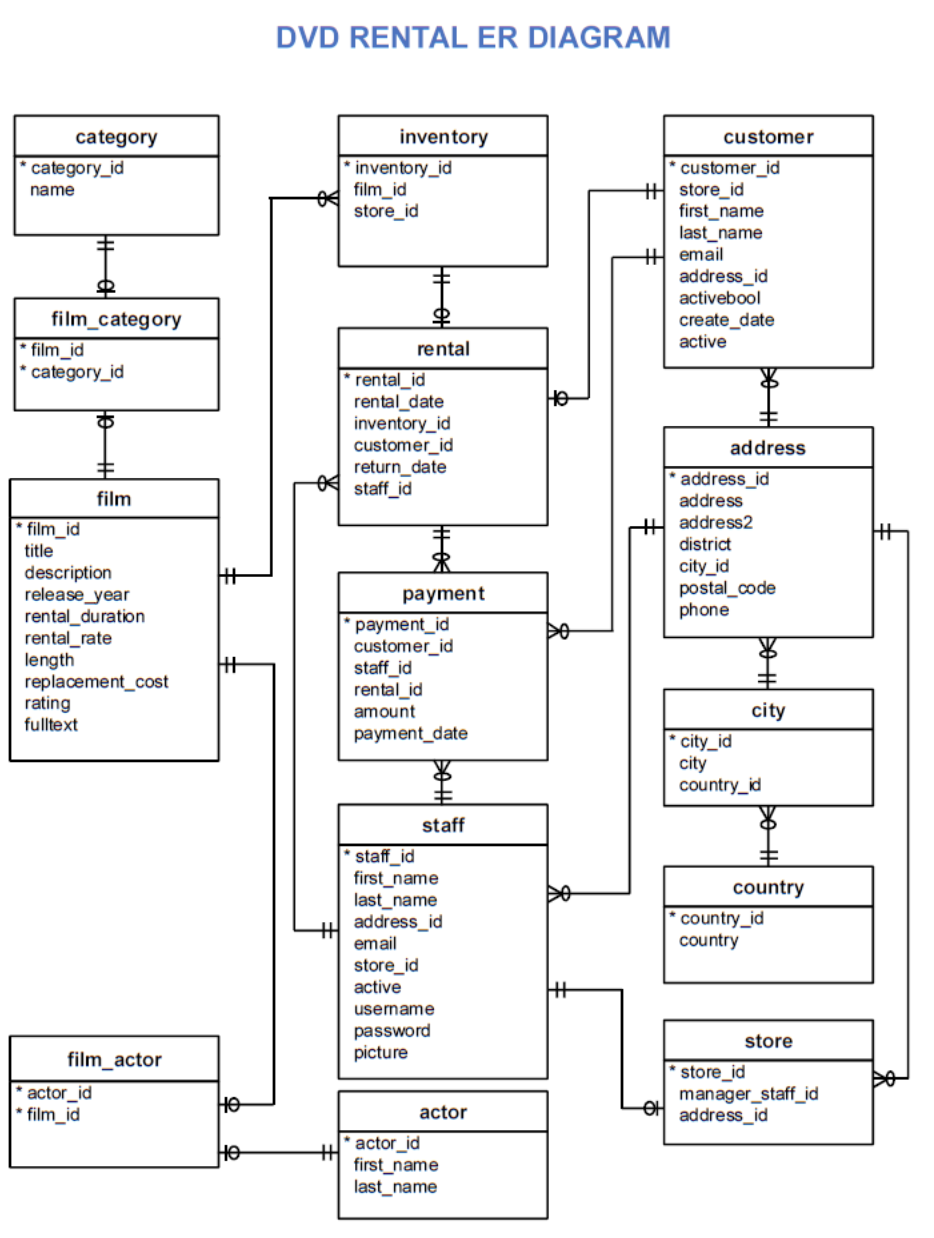 DVD RENTAL ER DIAGRAM
category
* category_id
name
film_category
* film_id
* category_id
film
* film_id
title
description
release_year
rental_duration
rental_rate
length
replacement_cost
rating
fulltext
film_actor
* actor_id
* film_id
inventory
* inventory_id
film_id
store_id
rental
* rental_id
rental_date
inventory_id
customer_id
return_date
staff_id
payment
* payment_id
customer_id
staff_id
rental_id
amount
payment_date
staff
* staff_id
first_name
last_name
address_id
email
store_id
active
username
password
picture
actor
* actor_id
first_name
last_name
customer
* customer_id
store_id
first_name
last_name
email
address_id
activebool
create_date
active
address
* address_id
address
address2
district
city_id
postal_code
phone
city
* city_id
city
country_id
country
* country_id
country
store
* store_id
manager_staff_id
address_id